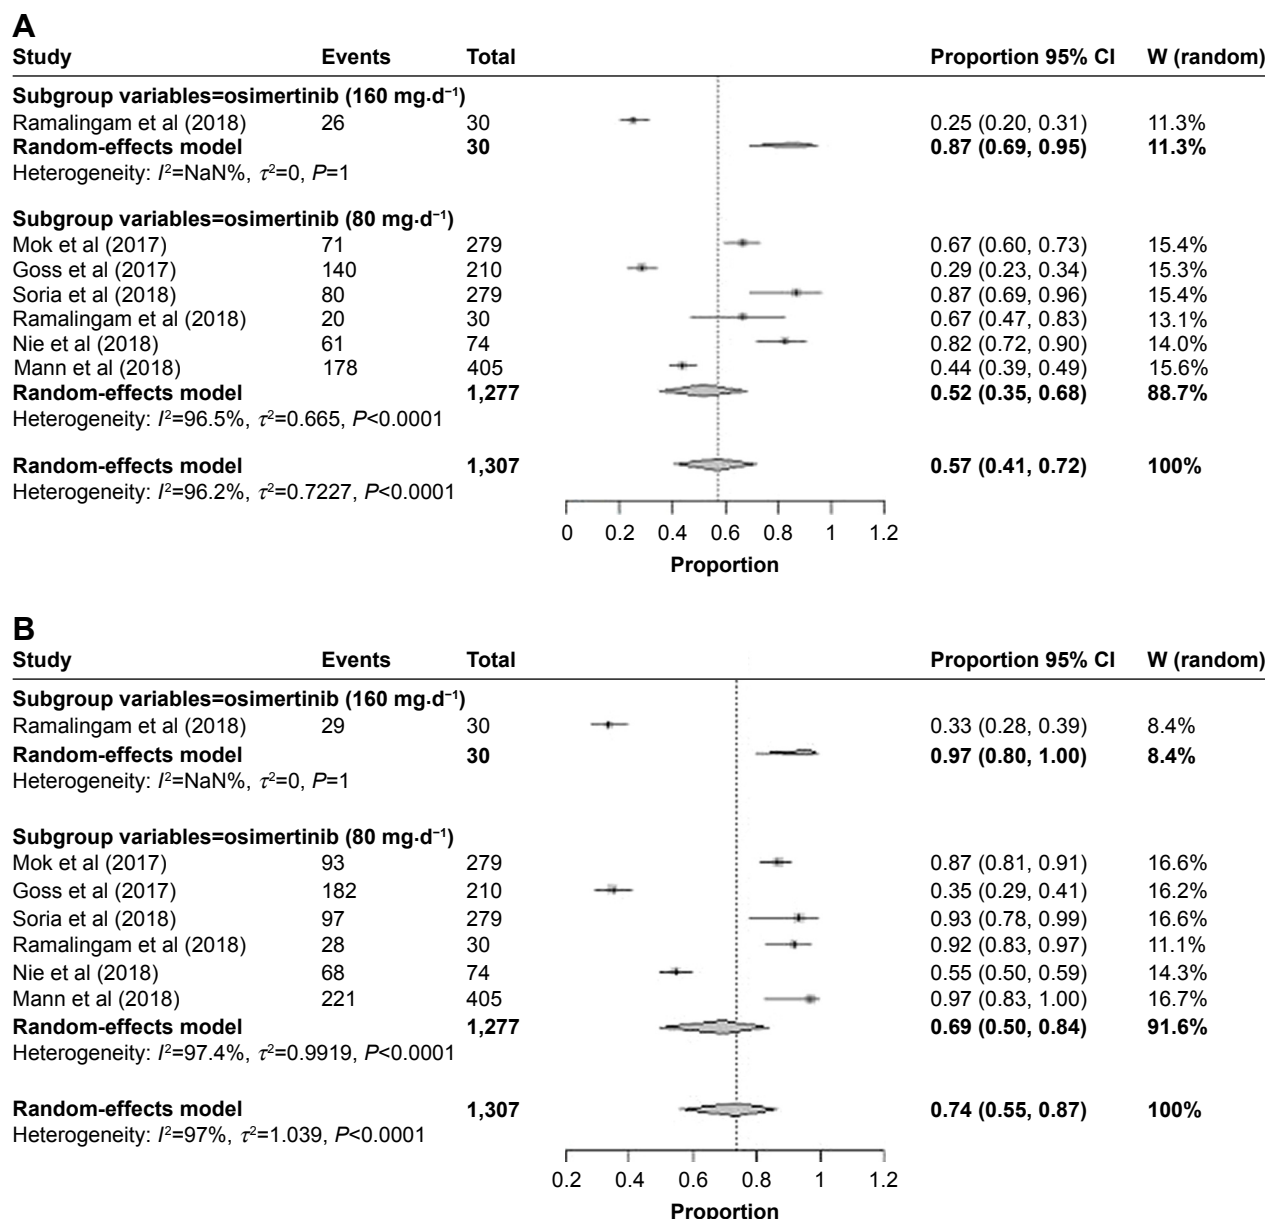 A
Study Events Total Proportion 95% CI W (random)
Subgroup variables=osimertinib (160 mg·d⁻¹)
Ramalingam et al (2018) 26 30 0.25 (0.20, 0.31) 11.3%
Random-effects model 30 0.87 (0.69, 0.95) 11.3%
Heterogeneity: I²=NaN%, τ²=0, P=1
Subgroup variables=osimertinib (80 mg·d⁻¹)
Mok et al (2017) 71 279 0.67 (0.60, 0.73) 15.4%
Goss et al (2017) 140 210 0.29 (0.23, 0.34) 15.3%
Soria et al (2018) 80 279 0.87 (0.69, 0.96) 15.4%
Ramalingam et al (2018) 20 30 0.67 (0.47, 0.83) 13.1%
Nie et al (2018) 61 74 0.82 (0.72, 0.90) 14.0%
Mann et al (2018) 178 405 0.44 (0.39, 0.49) 15.6%
Random-effects model 1,277 0.52 (0.35, 0.68) 88.7%
Heterogeneity: I²=96.5%, τ²=0.665, P<0.0001
Random-effects model 1,307 0.57 (0.41, 0.72) 100%
Heterogeneity: I²=96.2%, τ²=0.7227, P<0.0001
0 0.2 0.4 0.6 0.8 1 1.2
Proportion
B
Study Events Total Proportion 95% CI W (random)
Subgroup variables=osimertinib (160 mg·d⁻¹)
Ramalingam et al (2018) 29 30 0.33 (0.28, 0.39) 8.4%
Random-effects model 30 0.97 (0.80, 1.00) 8.4%
Heterogeneity: I²=NaN%, τ²=0, P=1
Subgroup variables=osimertinib (80 mg·d⁻¹)
Mok et al (2017) 93 279 0.87 (0.81, 0.91) 16.6%
Goss et al (2017) 182 210 0.35 (0.29, 0.41) 16.2%
Soria et al (2018) 97 279 0.93 (0.78, 0.99) 16.6%
Ramalingam et al (2018) 28 30 0.92 (0.83, 0.97) 11.1%
Nie et al (2018) 68 74 0.55 (0.50, 0.59) 14.3%
Mann et al (2018) 221 405 0.97 (0.83, 1.00) 16.7%
Random-effects model 1,277 0.69 (0.50, 0.84) 91.6%
Heterogeneity: I²=97.4%, τ²=0.9919, P<0.0001
Random-effects model 1,307 0.74 (0.55, 0.87) 100%
Heterogeneity: I²=97%, τ²=1.039, P<0.0001
0.2 0.4 0.6 0.8 1 1.2
Proportion